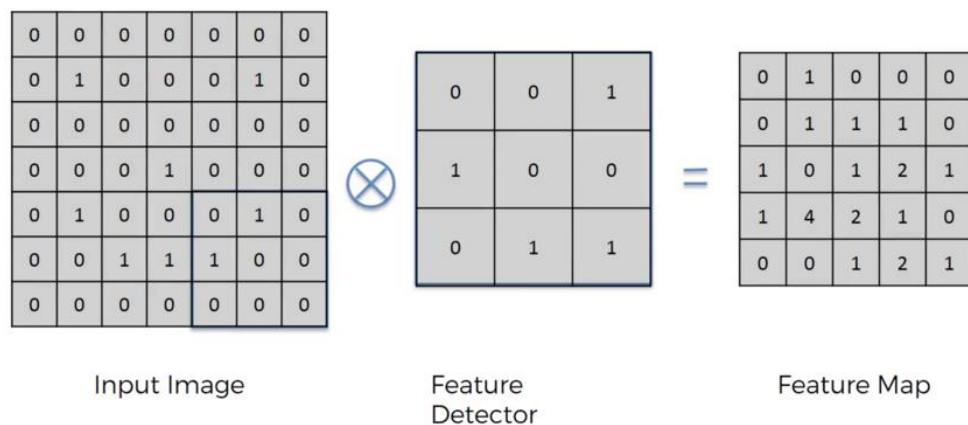 0 0 0 0 0 0 0
0 1 0 0 0 1 0
0 0 0 0 0 0 0
0 0 0 1 0 0 0
0 1 0 0 0 1 0
0 0 1 1 1 0 0
0 0 0 0 0 0 0
Input Image
0 0 1
1 0 0
0 1 1
Feature
Detector
=
0 1 0 0 0
0 1 1 1 0
1 0 1 2 1
1 4 2 1 0
0 0 1 2 1
Feature Map